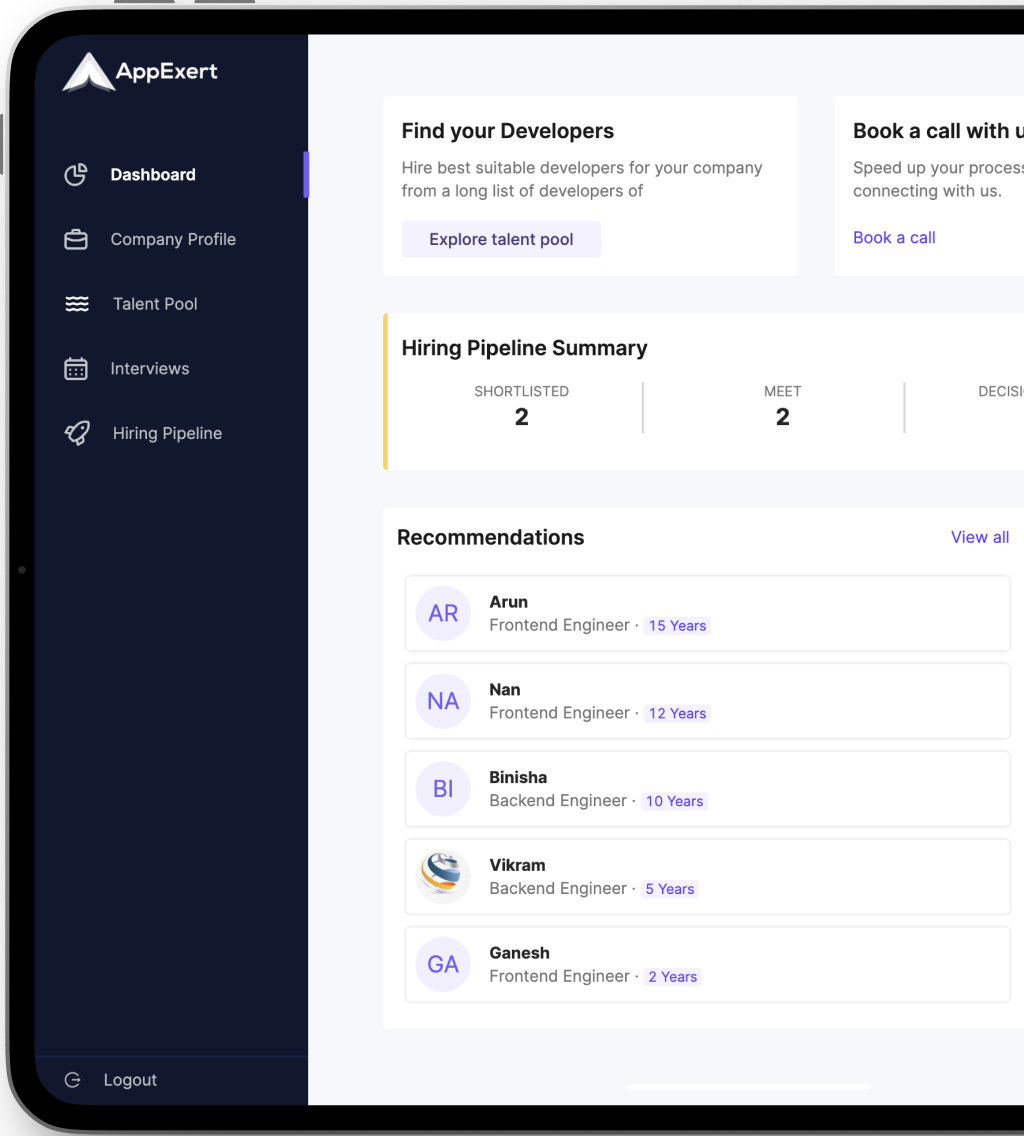 AppExert
Dashboard
Company Profile
Talent Pool
Interviews
Hiring Pipeline
Logout
Find your Developers
Hire best suitable developers for your company
from a long list of developers of
Explore talent pool
Book a call with u
Speed up your process
connecting with us.
Book a call
Hiring Pipeline Summary
SHORTLISTED
2
MEET
2
DECISI
Recommendations
View all
AR
Arun
Frontend Engineer · 15 Years
NA
Nan
Frontend Engineer · 12 Years
BI
Binisha
Backend Engineer · 10 Years
Vikram
Backend Engineer · 5 Years
GA
Ganesh
Frontend Engineer · 2 Years